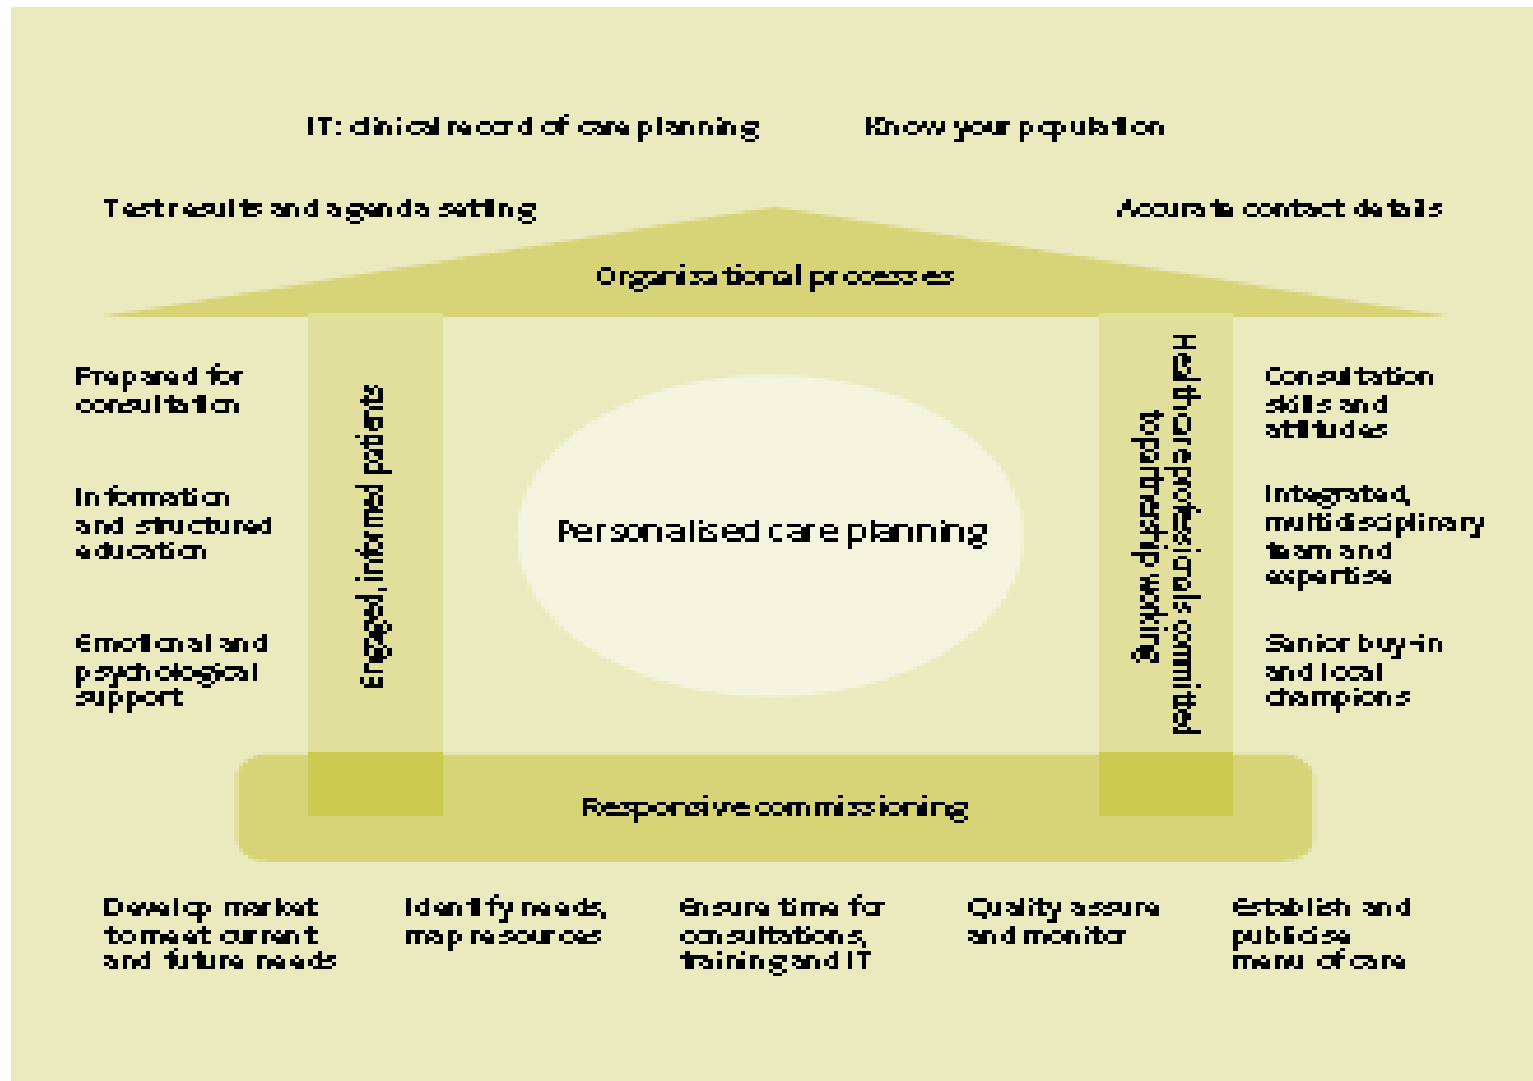 IT: clinical record of care planning
Know your population
Test results and agenda setting
Accurate contact details
Organisational processes
Prepared for
consultation
Information
and structured
education
Emotional and
psychological
support
Engaged, informed patients
Personalised care planning
Healthcare professionals committed
to partnership working
Consultation
skills and
attitudes
Integrated,
multidisciplinary
team and
expertise
Senior buy-in
and local
champions
Responsive commissioning
Develop market
to meet current
and future needs
Identify needs,
map resources
Ensure time for
consultations,
training and IT
Quality assure
and monitor
Establish and
publicise
menu of care